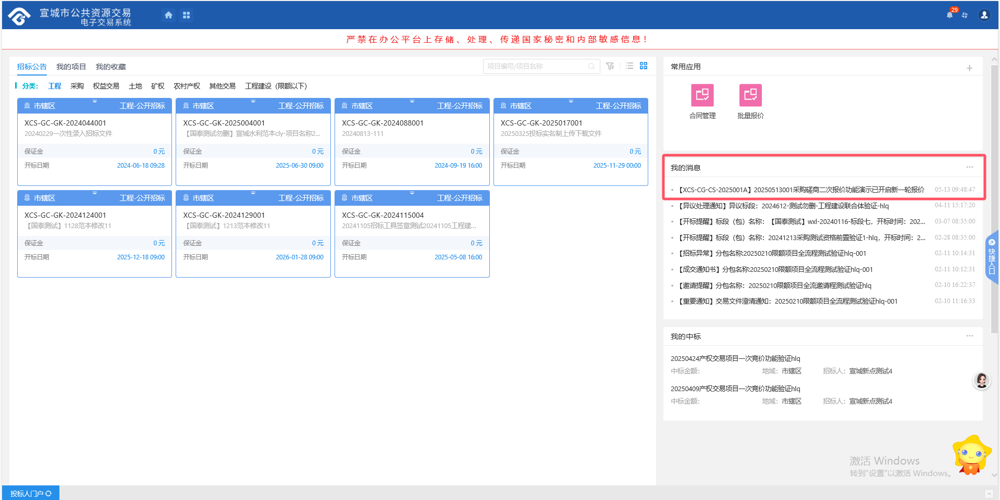 宣城市公共资源交易
电子交易系统
29
严禁在办公平台上存储、处理、传递国家秘密和内部敏感信息！
招标公告 我的项目 我的收藏
项目编号/项目名称
分类： 工程 采购 权益交易 土地 矿权 农村产权 其他交易 工程建设（限额以下）
市辖区 工程-公开招标
XCS-GC-GK-2024044001
20240229一次性录入招标文件
保证金 0 元
开标日期 2024-06-18 09:28
市辖区 工程-公开招标
XCS-GC-GK-2025004001
【国泰测试勿删】宣城水利范本cly-项目名称2...
保证金 0 元
开标日期 2025-06-30 09:00
市辖区 工程-公开招标
XCS-GC-GK-2024088001
20240813-111
保证金 0 元
开标日期 2024-09-19 16:00
市辖区 工程-公开招标
XCS-GC-GK-2025017001
20250325投标实名制上传下载文件
保证金 0 元
开标日期 2025-11-29 00:00
市辖区 工程-公开招标
XCS-GC-GK-2024124001
【国泰测试】1128范本修改11
保证金 0 元
开标日期 2025-12-18 09:00
市辖区 工程-公开招标
XCS-GC-GK-2024129001
【国泰测试】1213范本修改11
保证金 0 元
开标日期 2026-01-28 09:00
市辖区 工程-公开招标
XCS-GC-GK-2024115004
20241105招标工具签章测试20241105工程建...
保证金 0 元
开标日期 2025-05-08 16:00
常用应用
合同管理 批量报价
我的消息
【XCS-CG-CS-2025001A】20250513001采购磋商二次报价功能演示已开启新一轮报价 05-13 09:48:47
【异议处理通知】异议标段：2024612-测试勿删-工程建设联合体验证-hlq 04-11 15:17:20
【开标提醒】标段（包）名称：【国泰测试】wxl-20240116-标段七，开标时间：202... 03-07 08:35:00
【开标提醒】标段（包）名称：20241213采购测试资格前置验证1-hlq，开标时间：2... 02-28 08:35:00
【招标异常】分包名称:20250210限额项目全流程测试验证hlq-001 02-11 10:14:31
【成交通知书】分包名称:20250210限额项目全流程测试验证hlq-001 02-11 10:12:31
【邀请提醒】分包名称：20250210限额项目全流邀请程测试验证hlq 02-10 16:22:37
【重要通知】交易文件澄清通知：20250210限额项目全流程测试验证hlq-001 02-10 11:16:33
快捷入口
我的中标
20250424产权交易项目一次竞价功能验证hlq
中标金额： 地域：市辖区 招标人：宣城新点测试4
20250409产权交易项目一次竞价功能验证hlq
中标金额： 地域：市辖区 招标人：宣城新点测试4
激活 Windows
转到“设置”以激活 Windows。
投标人门户